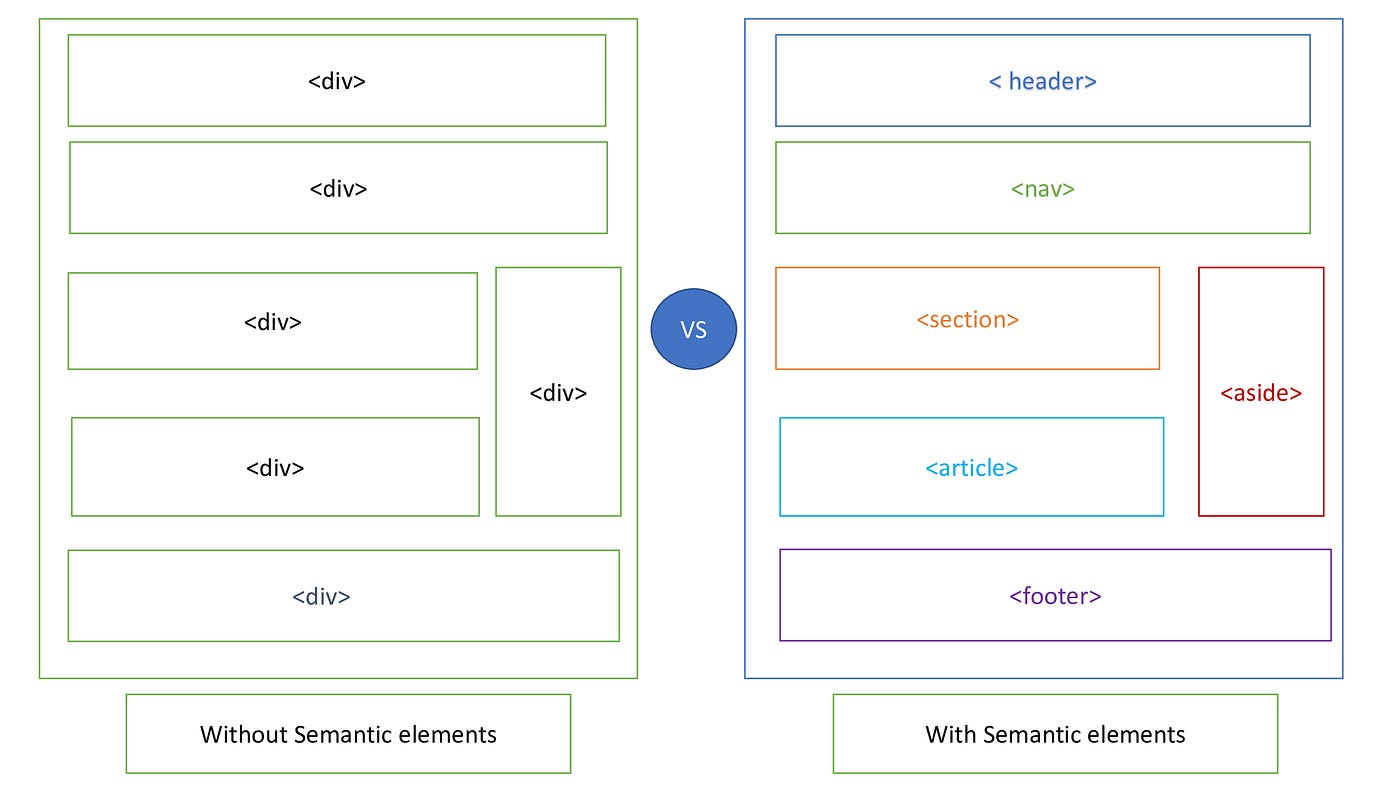 <div>
<div>
<div>
<div>
<div>
<div>
Without Semantic elements
VS
< header>
<nav>
<section>
<aside>
<article>
<footer>
With Semantic elements